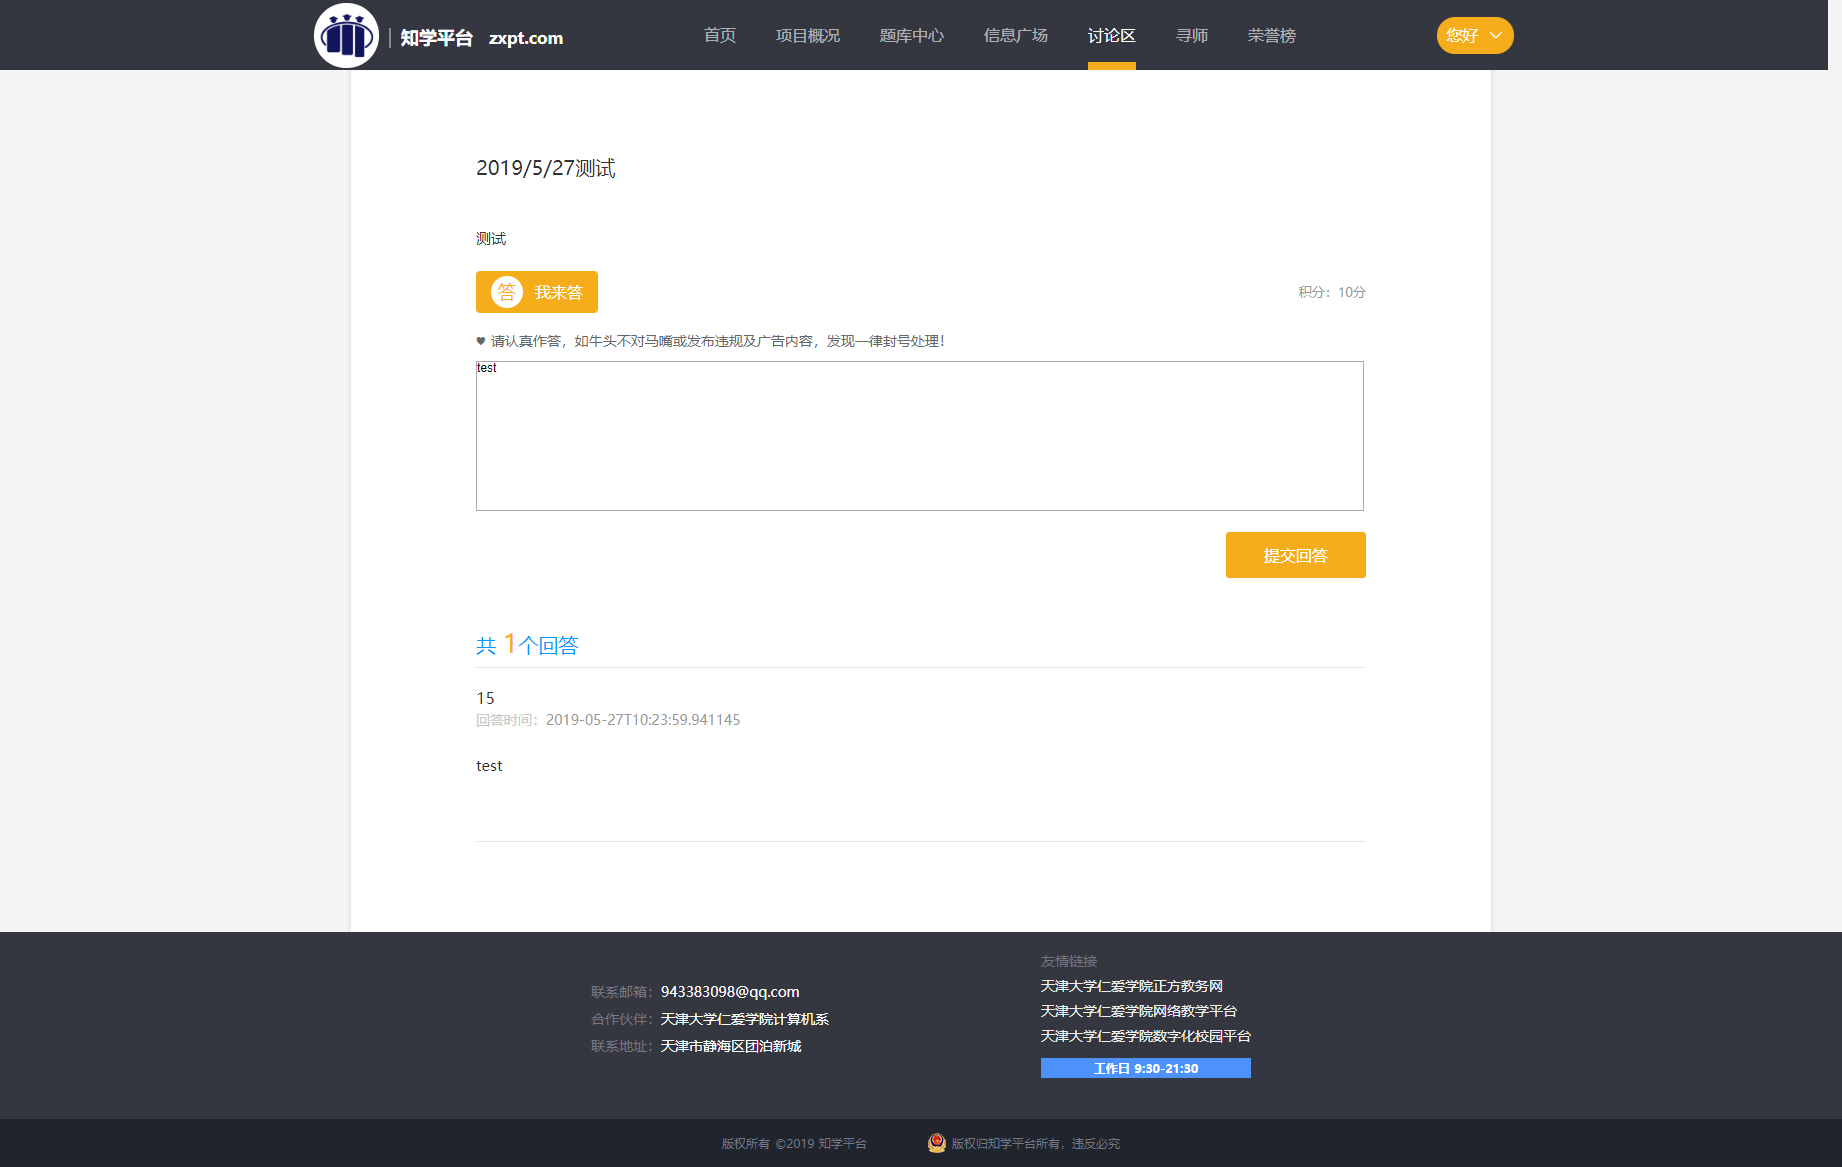 知学平台 zxpt.com 首页 项目概况 题库中心 信息广场 讨论区 寻师 荣誉榜 您好
2019/5/27测试
测试
答 我来答 积分：10分
♥ 请认真作答，如牛头不对马嘴或发布违规及广告内容，发现一律封号处理！
test
提交回答
共 1个回答
15
回答时间：2019-05-27T10:23:59.941145
test
联系邮箱：943383098@qq.com
合作伙伴：天津大学仁爱学院计算机系
联系地址：天津市静海区团泊新城
友情链接
天津大学仁爱学院正方教务网
天津大学仁爱学院网络教学平台
天津大学仁爱学院数字化校园平台
工作日 9:30-21:30
版权所有 ©2019 知学平台 版权归知学平台所有，违反必究